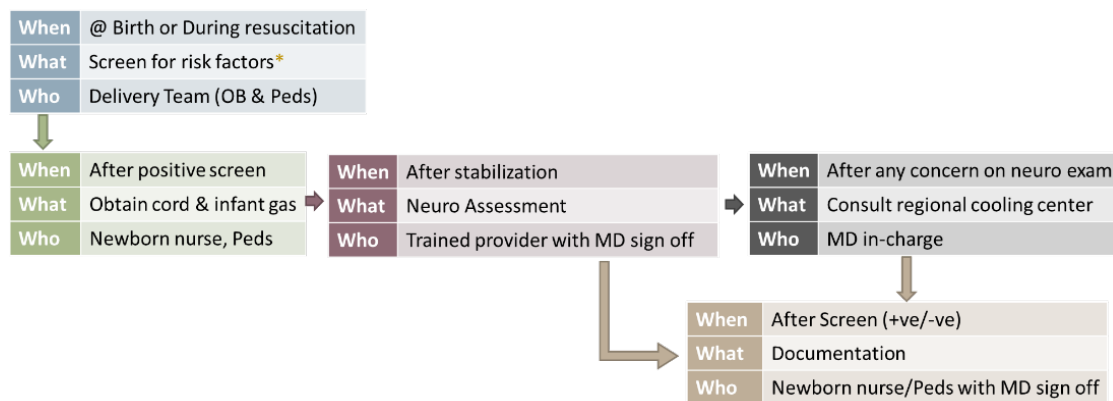 When @ Birth or During resuscitation
What Screen for risk factors*
Who Delivery Team (OB & Peds)
When After positive screen
What Obtain cord & infant gas
Who Newborn nurse, Peds
When After stabilization
What Neuro Assessment
Who Trained provider with MD sign off
When After any concern on neuro exam
What Consult regional cooling center
Who MD in-charge
When After Screen (+ve/-ve)
What Documentation
Who Newborn nurse/Peds with MD sign off